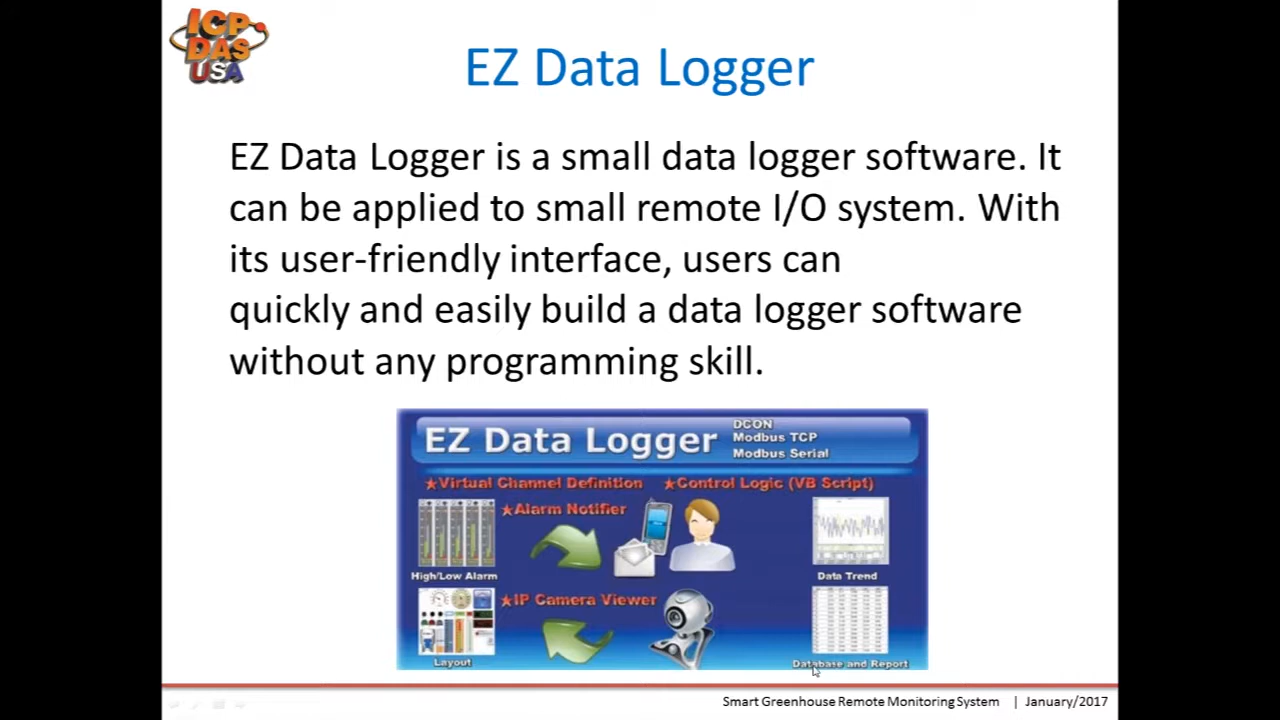 ICP
DAS
USA
EZ Data Logger
EZ Data Logger is a small data logger software. It
can be applied to small remote I/O system. With
its user-friendly interface, users can
quickly and easily build a data logger software
without any programming skill.
EZ Data Logger
DCON
Modbus TCP
Modbus Serial
★Virtual Channel Definition ★Control Logic (VB Script)
★Alarm Notifier
High/Low Alarm
Data Trend
★IP Camera Viewer
Layout
Database and Report
Smart Greenhouse Remote Monitoring System | January/2017